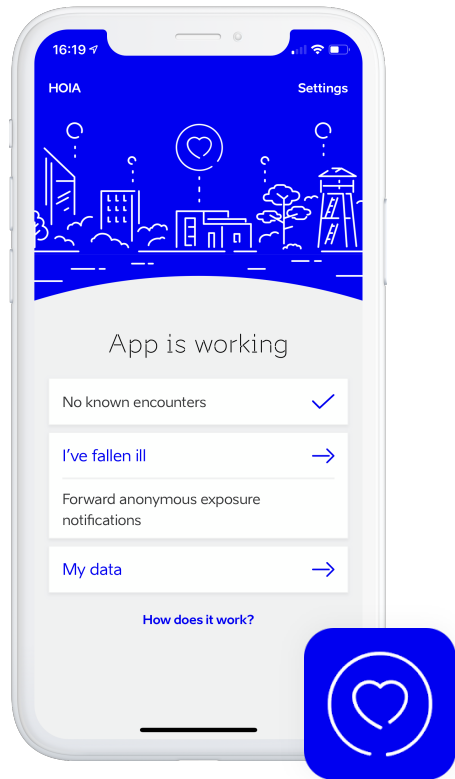 16:19
HOIA
Settings
App is working
No known encounters
I've fallen ill
Forward anonymous exposure
notifications
My data
How does it work?